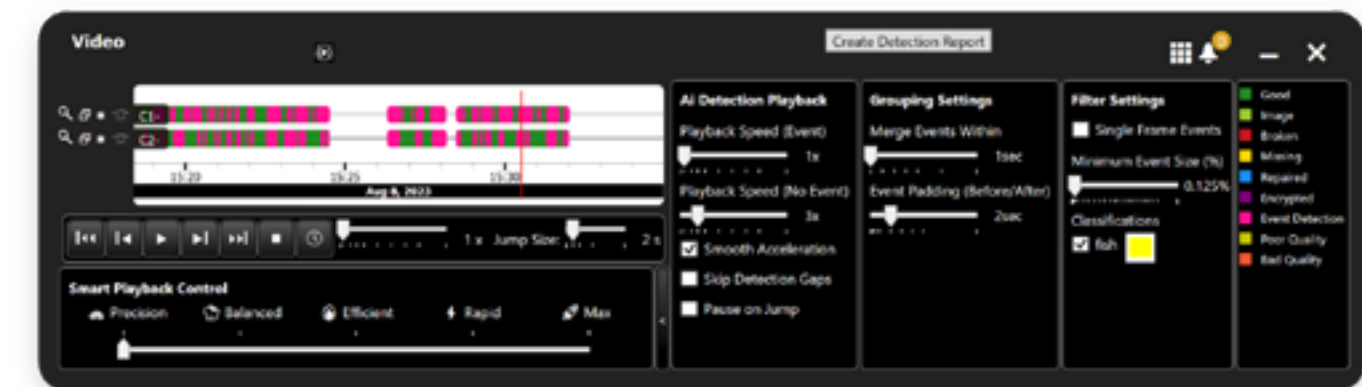 Video
Create Detection Report
C1-
C2-
15:20 15:25 15:30
Aug 6, 2023
1x Jump Size: 2s
Smart Playback Control
Precision Balanced Efficient Rapid Max
Ai Detection Playback
Playback Speed (Event)
1x
Playback Speed (No Event)
3x
Smooth Acceleration
Skip Detection Gaps
Pause on Jump
Grouping Settings
Merge Events Within
1sec
Event Padding (Before/After)
2sec
Filter Settings
Single Frame Events
Minimum Event Size (%)
0.125%
Classifications
fish
Good
Image
Broken
Missing
Repaired
Encrypted
Event Detection
Poor Quality
Bad Quality